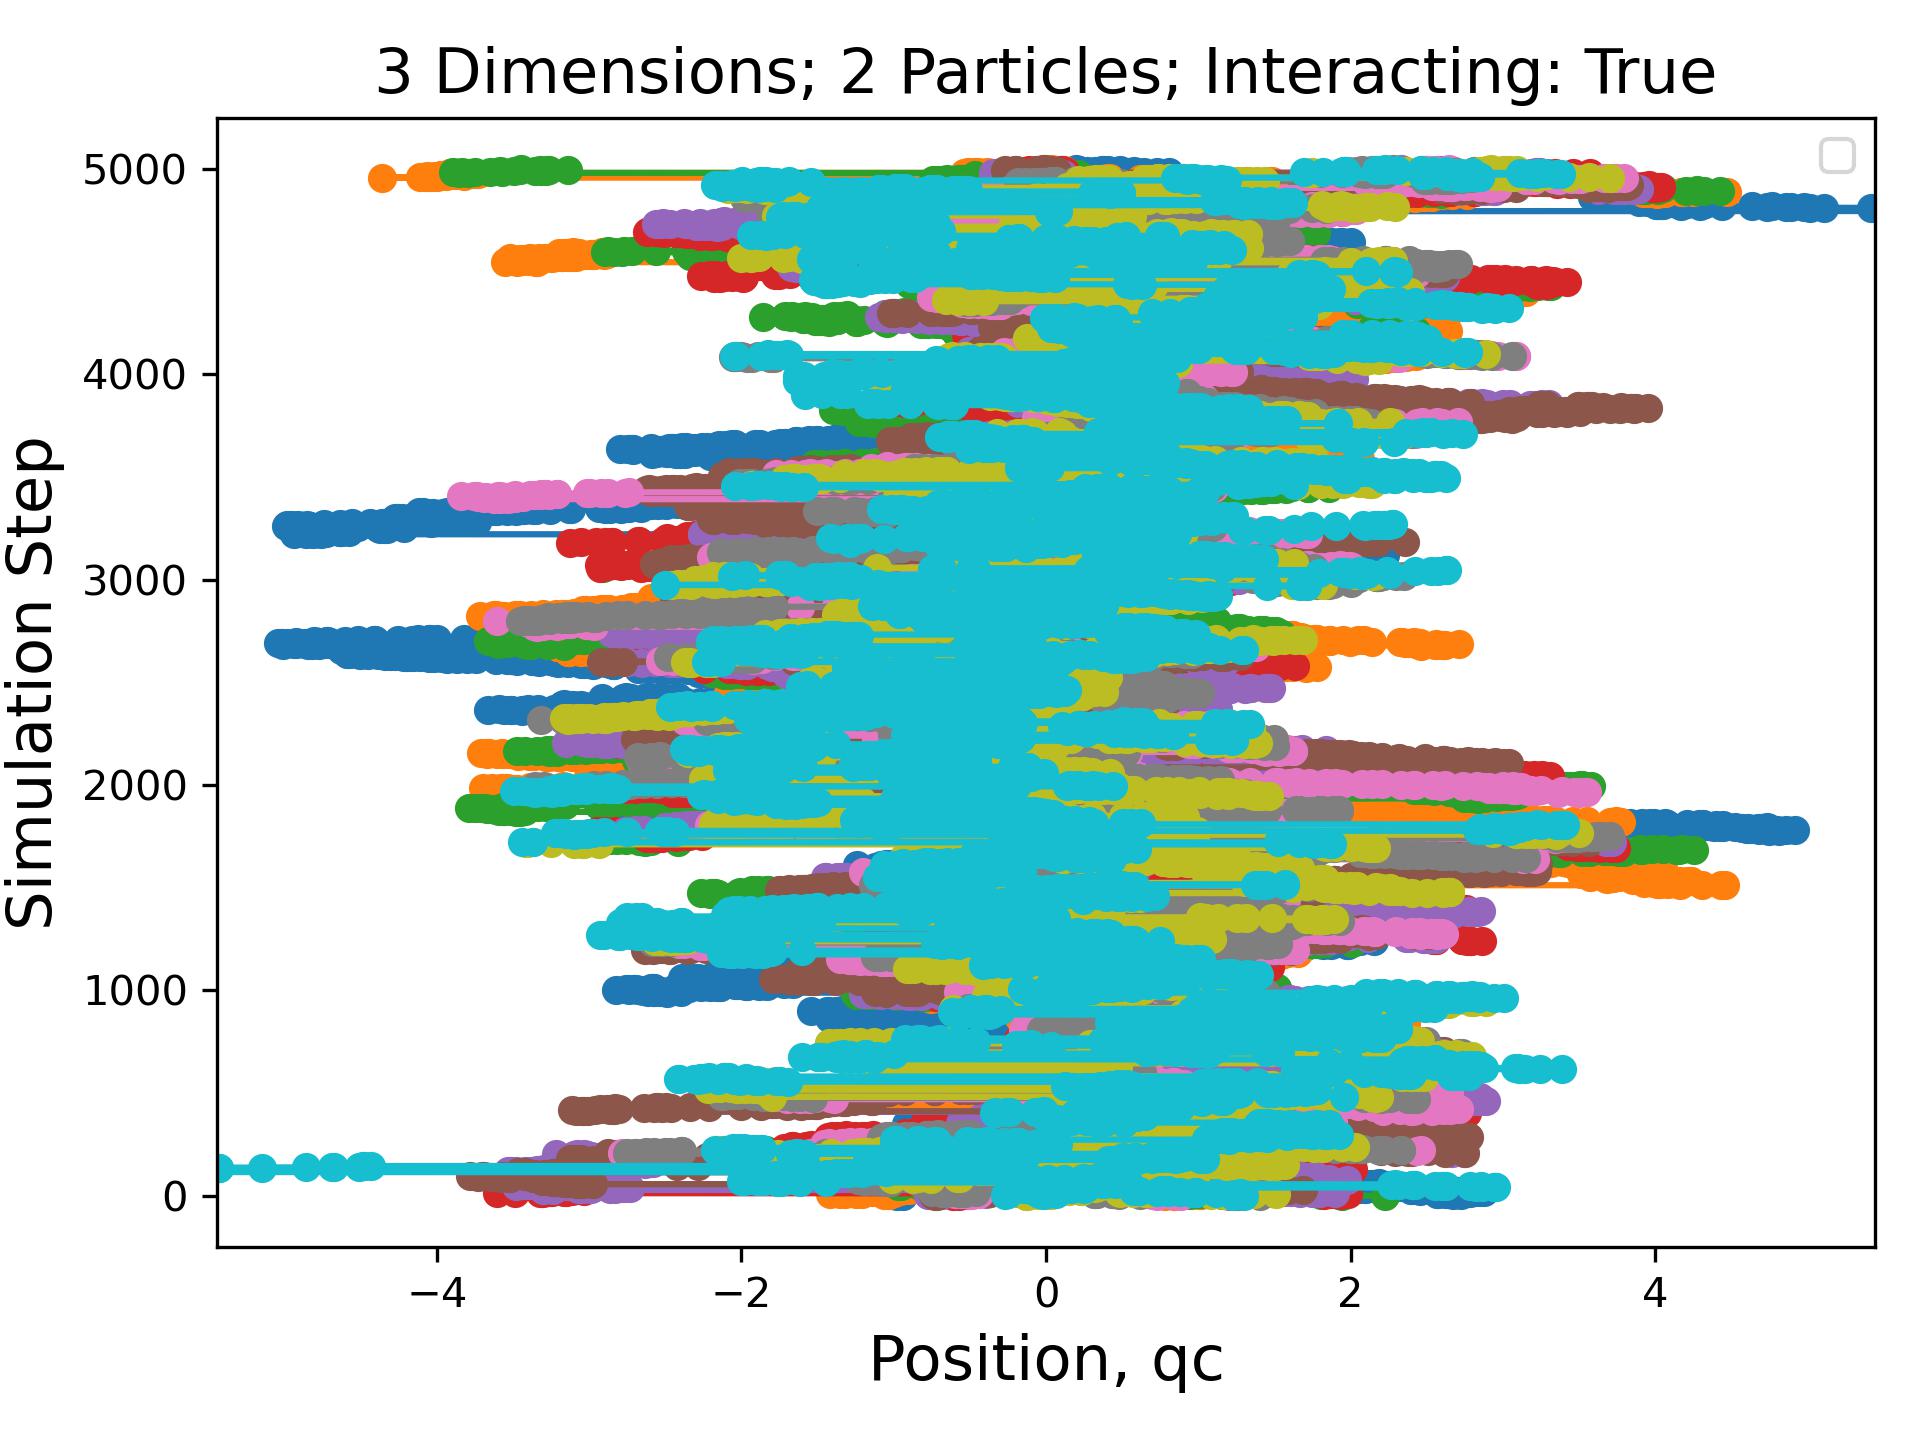 3 Dimensions; 2 Particles; Interacting: True
5000
4000
3000
2000
1000
0
Simulation Step
−4 −2 0 2 4
Position, qc